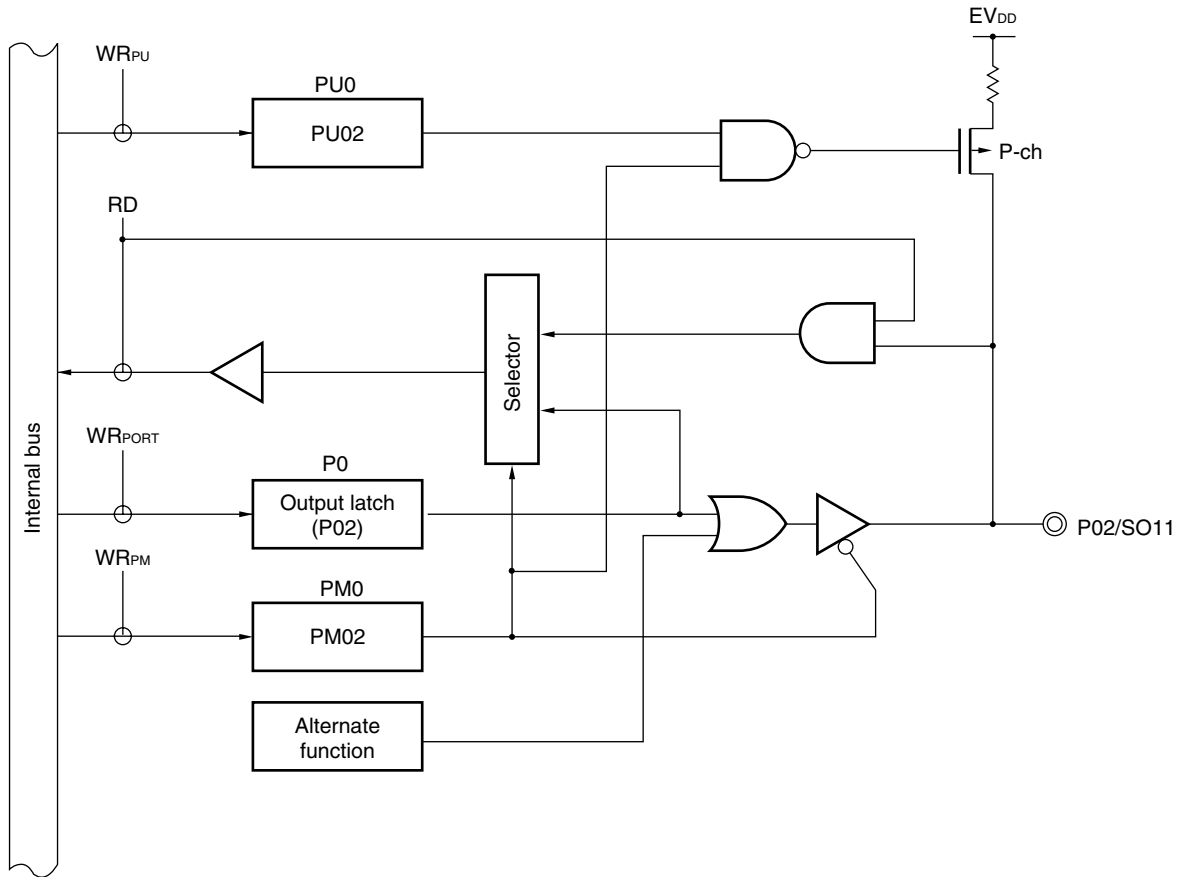 EVDD
WRPU
PU0
PU02
P-ch
RD
Selector
Internal bus
WRPORT
P0
Output latch
(P02)
P02/SO11
WRPM
PM0
PM02
Alternate
function